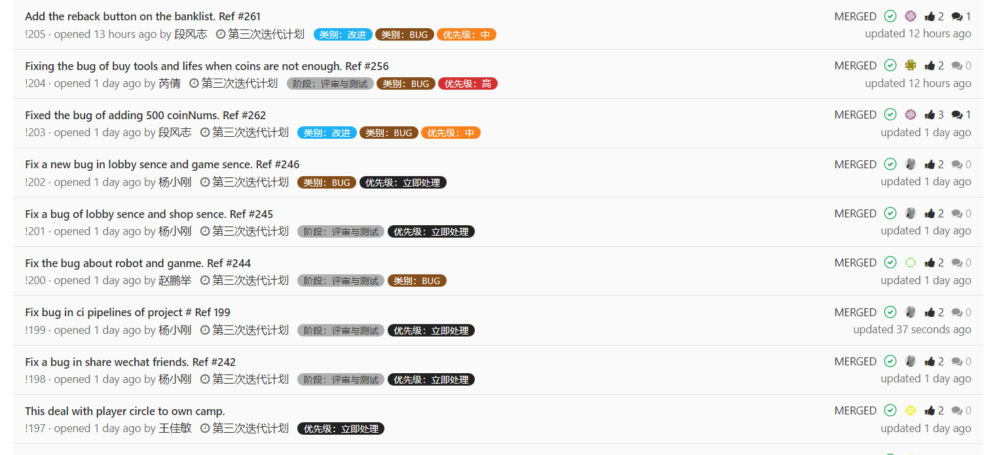 Add the reback button on the banklist. Ref #261 MERGED 2 1
!205 · opened 13 hours ago by 段风志 第三次迭代计划 类别：改进 类别：BUG 优先级：中 updated 12 hours ago
Fixing the bug of buy tools and lifes when coins are not enough. Ref #256 MERGED 2 0
!204 · opened 1 day ago by 芮倩 第三次迭代计划 阶段：评审与测试 类别：BUG 优先级：高 updated 12 hours ago
Fixed the bug of adding 500 coinNums. Ref #262 MERGED 3 1
!203 · opened 1 day ago by 段风志 第三次迭代计划 类别：改进 类别：BUG 优先级：中 updated 1 day ago
Fix a new bug in lobby sence and game sence. Ref #246 MERGED 2 0
!202 · opened 1 day ago by 杨小刚 第三次迭代计划 类别：BUG 优先级：立即处理 updated 1 day ago
Fix a bug of lobby sence and shop sence. Ref #245 MERGED 2 0
!201 · opened 1 day ago by 杨小刚 第三次迭代计划 阶段：评审与测试 优先级：立即处理 updated 1 day ago
Fix the bug about robot and ganme. Ref #244 MERGED 2 0
!200 · opened 1 day ago by 赵鹏举 第三次迭代计划 阶段：评审与测试 类别：BUG updated 1 day ago
Fix bug in ci pipelines of project # Ref 199 MERGED 2 0
!199 · opened 1 day ago by 杨小刚 第三次迭代计划 阶段：评审与测试 优先级：立即处理 updated 37 seconds ago
Fix a bug in share wechat friends. Ref #242 MERGED 2 0
!198 · opened 1 day ago by 杨小刚 第三次迭代计划 阶段：评审与测试 优先级：立即处理 updated 1 day ago
This deal with player circle to own camp. MERGED 2 0
!197 · opened 1 day ago by 王佳敏 第三次迭代计划 优先级：立即处理 updated 1 day ago